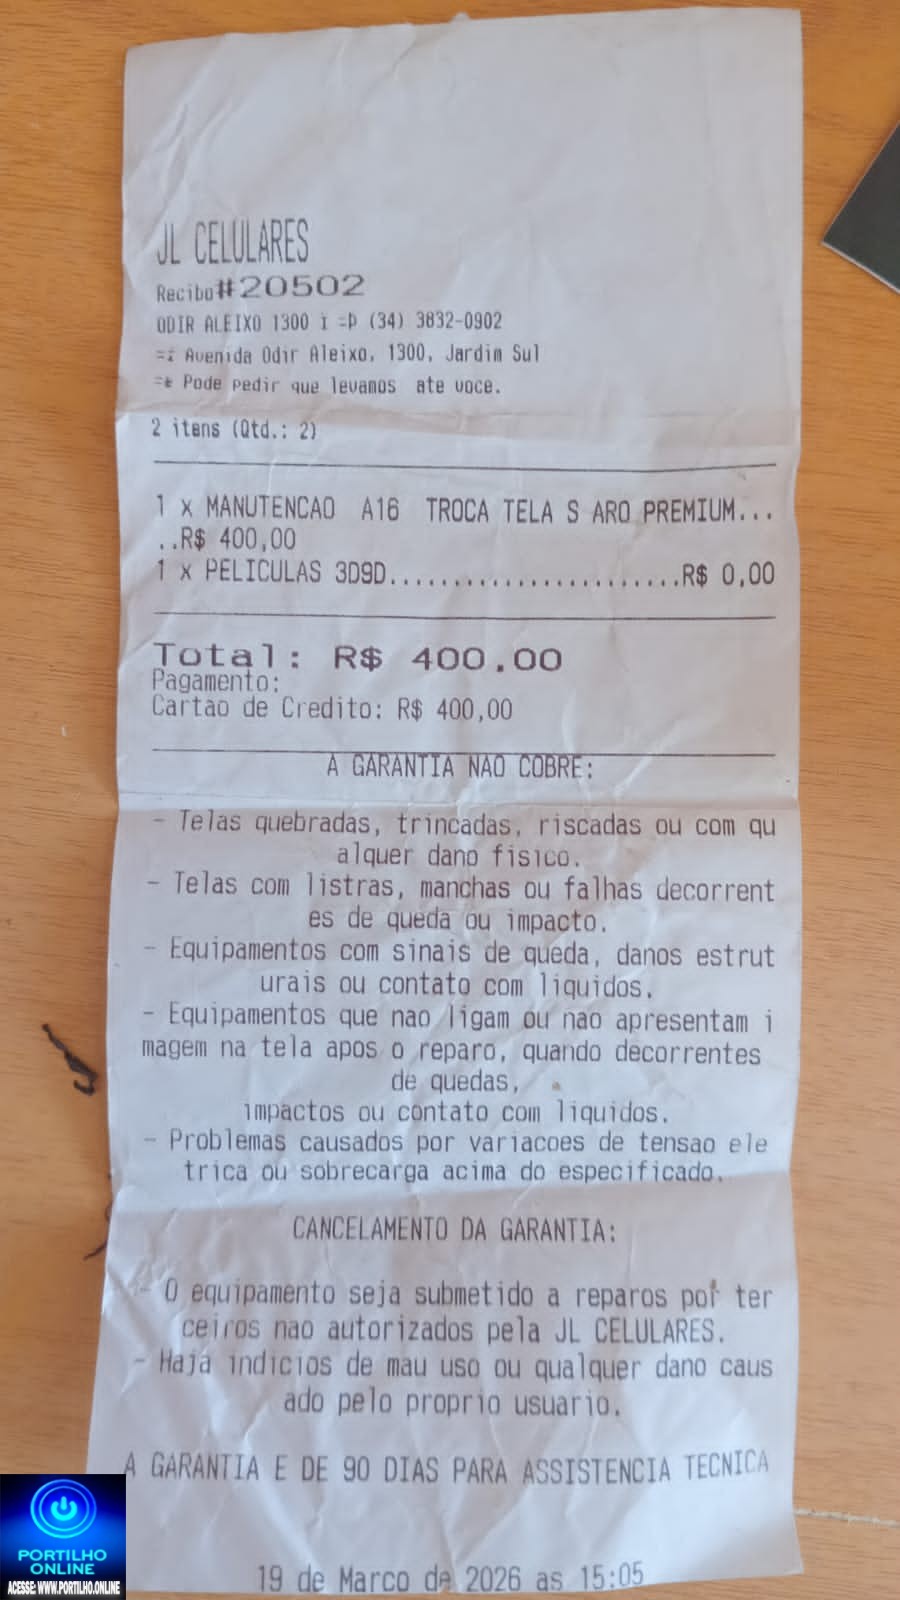 JL CELULARES
Recibo#20502
ODIR ALEIXO 1300 i =Þ (34) 3832-0902
Avenida Odir Aleixo, 1300, Jardim Sul
Pode pedir que levamos ate voce.
2 itens (Qtd.: 2)
1 x MANUTENCAO A16 TROCA TELA S ARO PREMIUM...
..R$ 400,00
1 x PELICULAS 3D9D.......................R$ 0,00
Total: R$ 400.00
Pagamento:
Cartao de Credito: R$ 400,00
A GARANTIA NAO COBRE:
- Telas quebradas, trincadas, riscadas ou com qu
alquer dano fisico.
- Telas com listras, manchas ou falhas decorrent
es de queda ou impacto.
- Equipamentos com sinais de queda, danos estrut
urais ou contato com liquidos.
- Equipamentos que nao ligam ou nao apresentam i
magem na tela apos o reparo, quando decorrentes
de quedas,
impactos ou contato com liquidos.
- Problemas causados por variacoes de tensao ele
trica ou sobrecarga acima do especificado.
CANCELAMENTO DA GARANTIA:
- O equipamento seja submetido a reparos por ter
ceiros nao autorizados pela JL CELULARES.
- Haja indicios de mau uso ou qualquer dano caus
ado pelo proprio usuario.
A GARANTIA E DE 90 DIAS PARA ASSISTENCIA TECNICA
19 de Marco de 2026 as 15:05
PORTILHO
ONLINE
ACESSE: WWW.PORTILHO.ONLINE